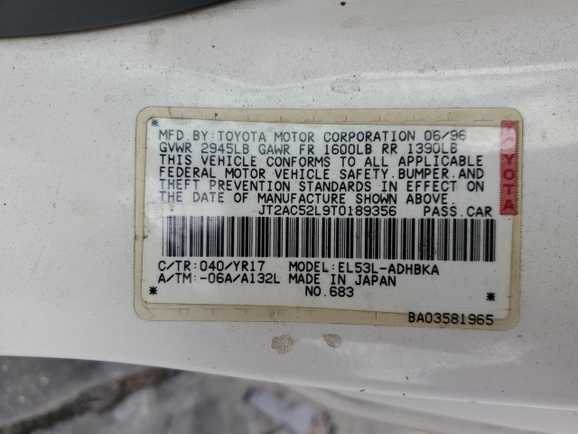 MFD.BY:TOYOTA MOTOR CORPORATION 06/96
GVWR 2945LB GAWR FR 1600LB RR 1390LB
THIS VEHICLE CONFORMS TO ALL APPLICABLE
FEDERAL MOTOR VEHICLE SAFETY.BUMPER.AND
THEFT PREVENTION STANDARDS IN EFFECT ON
THE DATE OF MANUFACTURE SHOWN ABOVE.
JT2AC52L9T0189356 PASS.CAR
TOYOTA
C/TR:040/YR17 MODEL:EL53L-ADHBKA
A/TM:-06A/A132L MADE IN JAPAN
NO.683
BA03581965